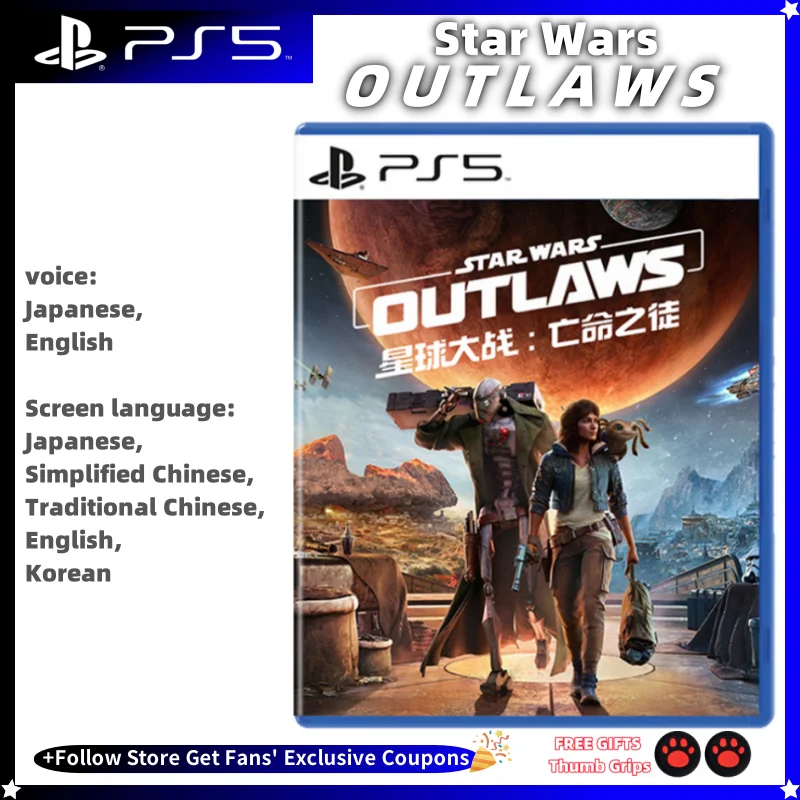 PS5
Star Wars
OUTLAWS
PS5
STAR WARS
OUTLAWS
星球大战：亡命之徒
voice:
Japanese,
English
Screen language:
Japanese,
Simplified Chinese,
Traditional Chinese,
English,
Korean
+Follow Store Get Fans' Exclusive Coupons
FREE GIFTS
Thumb Grips